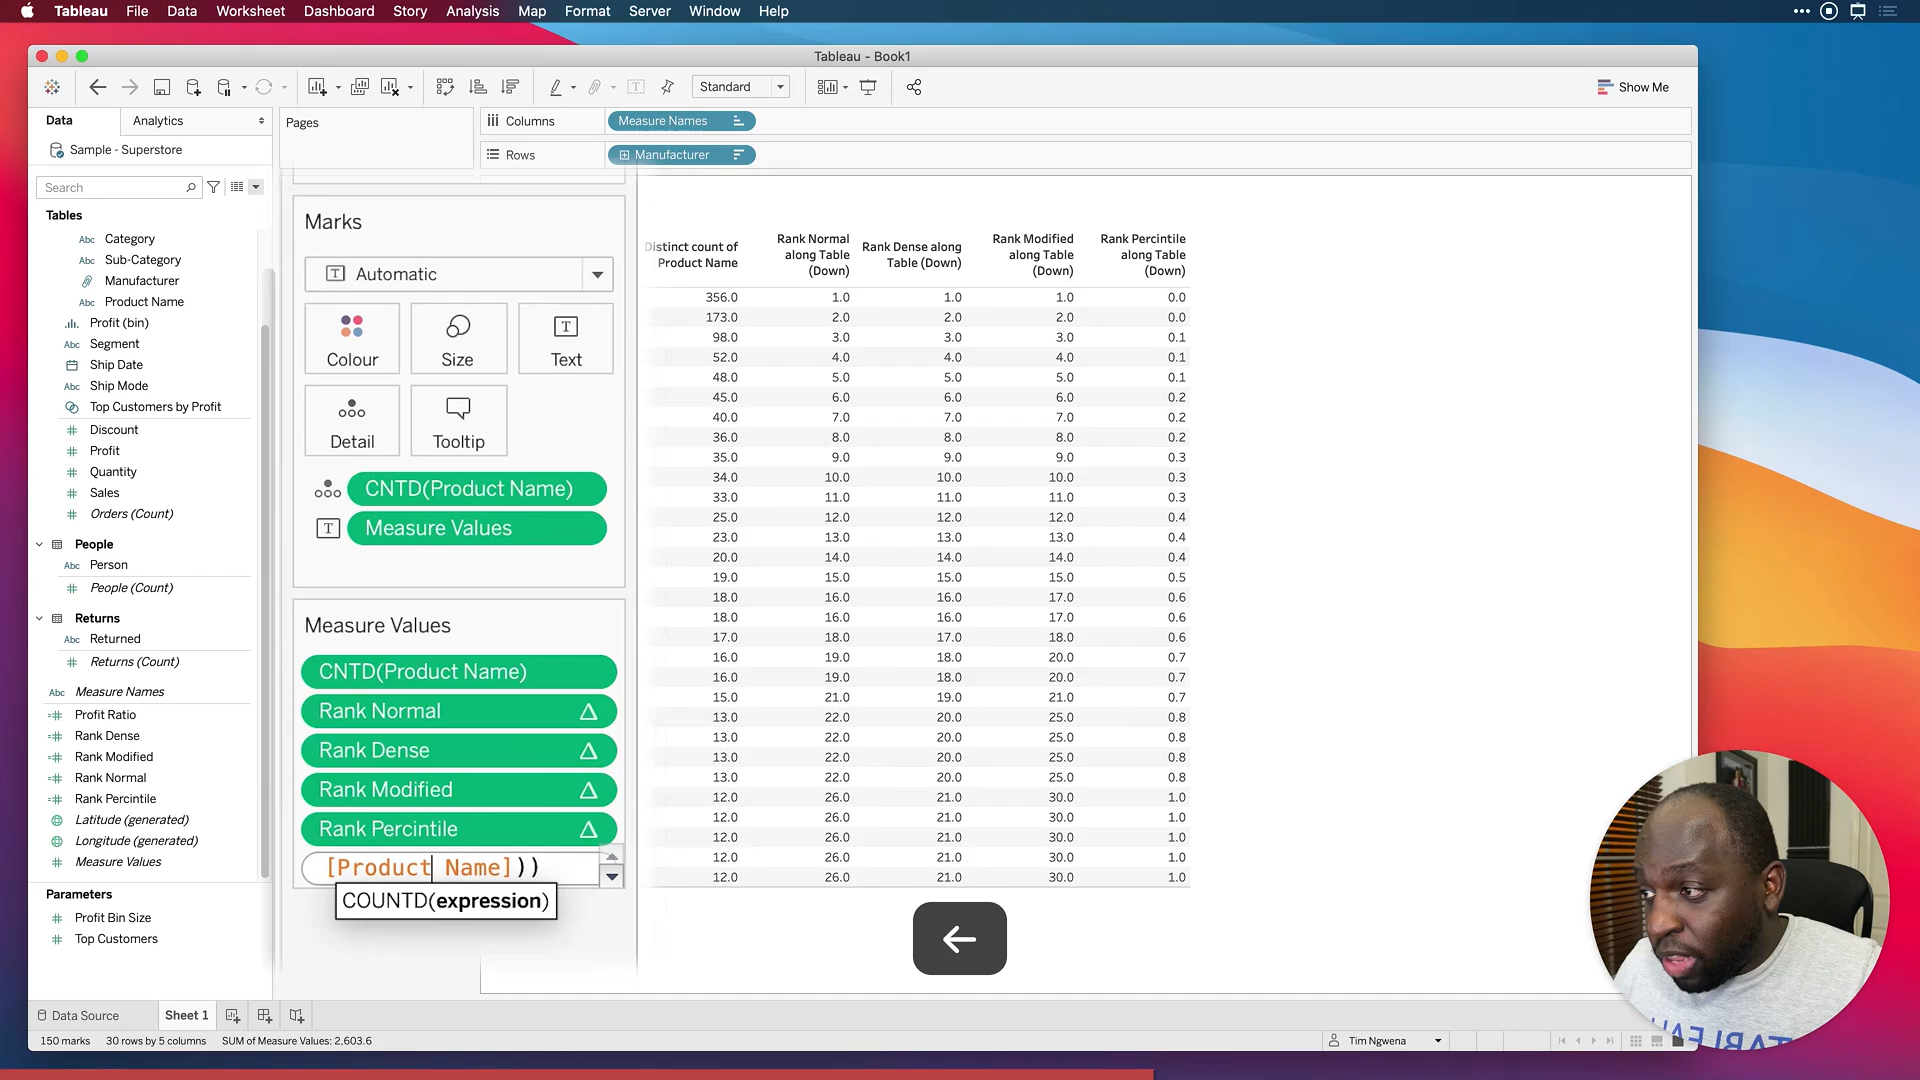 Tableau File Data Worksheet Dashboard Story Analysis Map Format Server Window Help
Tableau - Book1
Standard
Show Me
Data Analytics
Pages
Columns
Measure Names
Sample - Superstore
Rows
Manufacturer
Search
Tables
Abc Category
Abc Sub-Category
Manufacturer
Abc Product Name
Profit (bin)
Abc Segment
Ship Date
Abc Ship Mode
Top Customers by Profit
Discount
Profit
Quantity
Sales
Orders (Count)
People
Abc Person
People (Count)
Returns
Abc Returned
Returns (Count)
Abc Measure Names
Profit Ratio
Rank Dense
Rank Modified
Rank Normal
Rank Percintile
Latitude (generated)
Longitude (generated)
Measure Values
Parameters
Profit Bin Size
Top Customers
Marks
T Automatic
Colour Size Text
Detail Tooltip
CNTD(Product Name)
T Measure Values
Measure Values
CNTD(Product Name)
Rank Normal Δ
Rank Dense Δ
Rank Modified Δ
Rank Percintile Δ
[Product Name]))
COUNTD(expression)
Distinct count of Product Name Rank Normal along Table (Down) Rank Dense along Table (Down) Rank Modified along Table (Down) Rank Percintile along Table (Down)
356.0 1.0 1.0 1.0 0.0
173.0 2.0 2.0 2.0 0.0
98.0 3.0 3.0 3.0 0.1
52.0 4.0 4.0 4.0 0.1
48.0 5.0 5.0 5.0 0.1
45.0 6.0 6.0 6.0 0.2
40.0 7.0 7.0 7.0 0.2
36.0 8.0 8.0 8.0 0.2
35.0 9.0 9.0 9.0 0.3
34.0 10.0 10.0 10.0 0.3
33.0 11.0 11.0 11.0 0.3
25.0 12.0 12.0 12.0 0.4
23.0 13.0 13.0 13.0 0.4
20.0 14.0 14.0 14.0 0.4
19.0 15.0 15.0 15.0 0.5
18.0 16.0 16.0 17.0 0.6
18.0 16.0 16.0 17.0 0.6
17.0 18.0 17.0 18.0 0.6
16.0 19.0 18.0 20.0 0.7
16.0 19.0 18.0 20.0 0.7
15.0 21.0 19.0 21.0 0.7
13.0 22.0 20.0 25.0 0.8
13.0 22.0 20.0 25.0 0.8
13.0 22.0 20.0 25.0 0.8
13.0 22.0 20.0 25.0 0.8
12.0 26.0 21.0 30.0 1.0
12.0 26.0 21.0 30.0 1.0
12.0 26.0 21.0 30.0 1.0
12.0 26.0 21.0 30.0 1.0
12.0 26.0 21.0 30.0 1.0
Data Source Sheet 1
150 marks 30 rows by 5 columns SUM of Measure Values: 2,603.6
Tim Ngwena